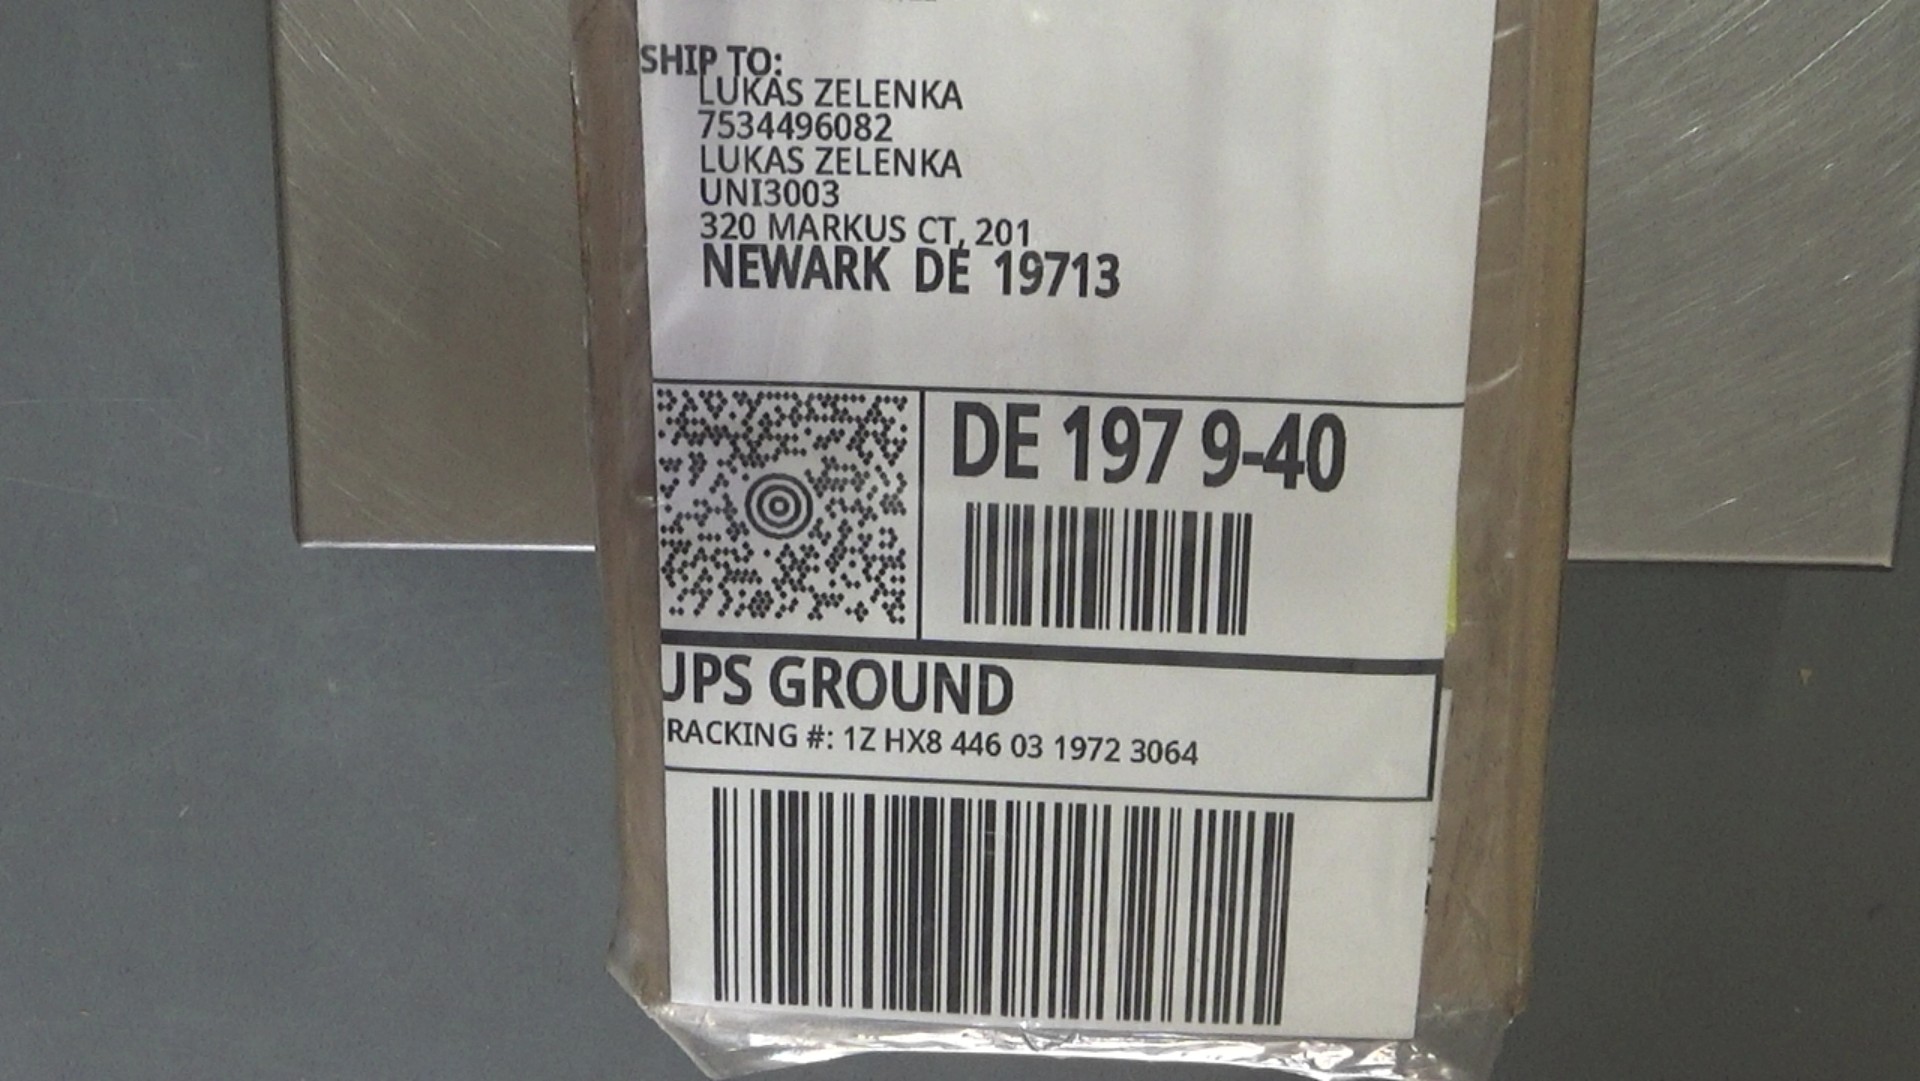 SHIP TO:
LUKAS ZELENKA
7534496082
LUKAS ZELENKA
UNI3003
320 MARKUS CT, 201
NEWARK DE 19713
DE 197 9-40
UPS GROUND
TRACKING #: 1Z HX8 446 03 1972 3064